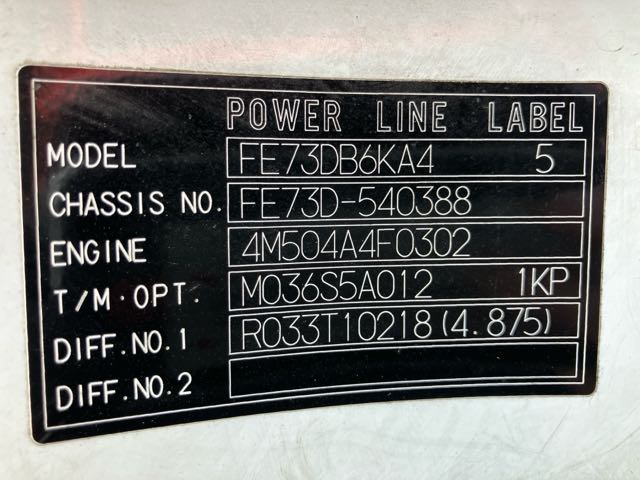 POWER LINE LABEL
MODEL FE73DB6KA4 5
CHASSIS NO. FE73D-540388
ENGINE 4M504A4F0302
T/M·OPT. M036S5A012 1KP
DIFF.NO.1 R033T10218(4.875)
DIFF.NO.2